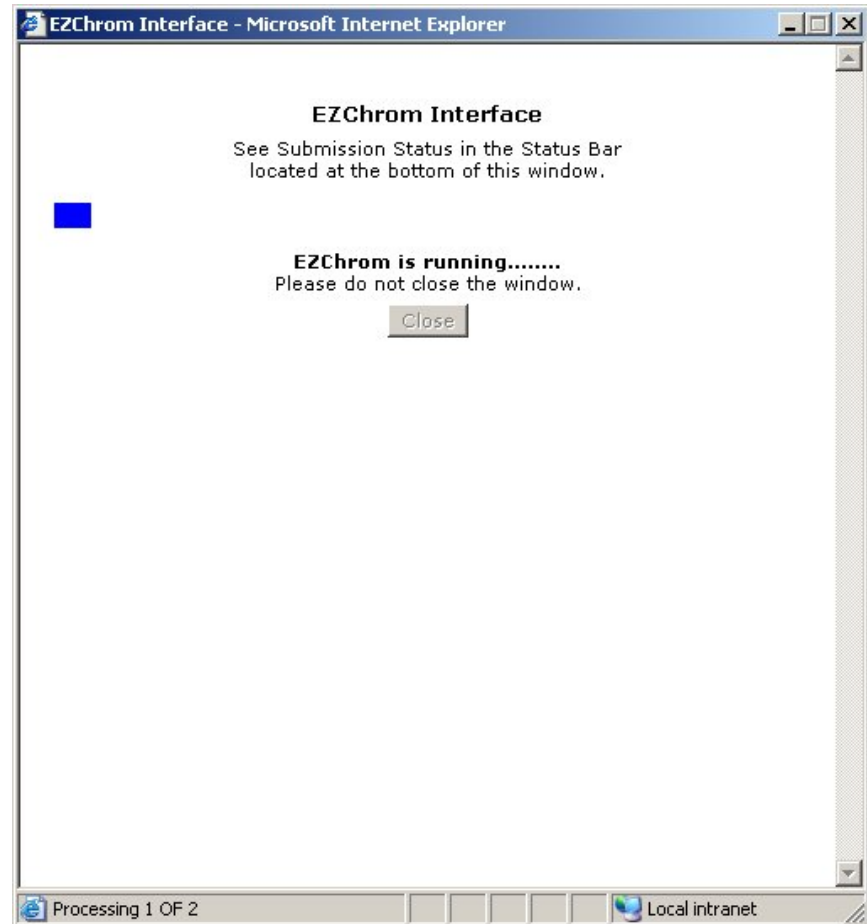 EZChrom Interface - Microsoft Internet Explorer
EZChrom Interface
See Submission Status in the Status Bar
located at the bottom of this window.
EZChrom is running........
Please do not close the window.
Close
Processing 1 OF 2
Local intranet